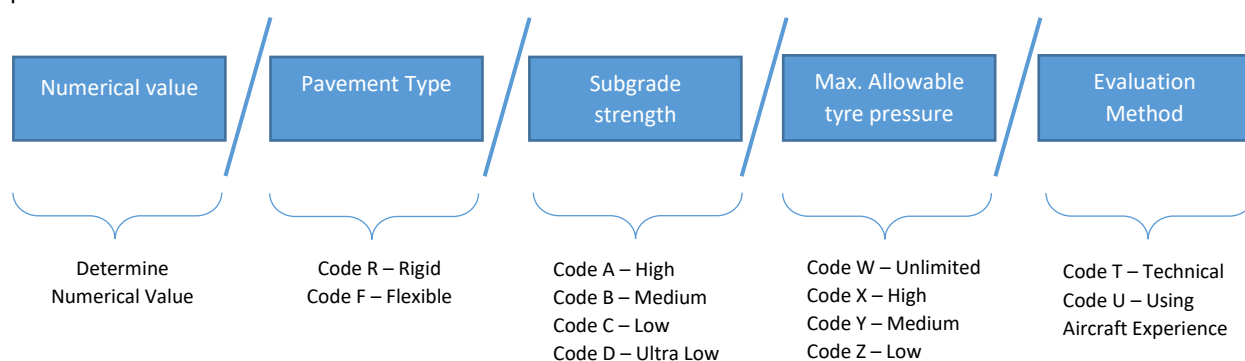 Numerical value
Pavement Type
Subgrade
strength
Max. Allowable
tyre pressure
Evaluation
Method
Determine
Numerical Value
Code R – Rigid
Code F – Flexible
Code A – High
Code B – Medium
Code C – Low
Code D – Ultra Low
Code W – Unlimited
Code X – High
Code Y – Medium
Code Z – Low
Code T – Technical
Code U – Using
Aircraft Experience